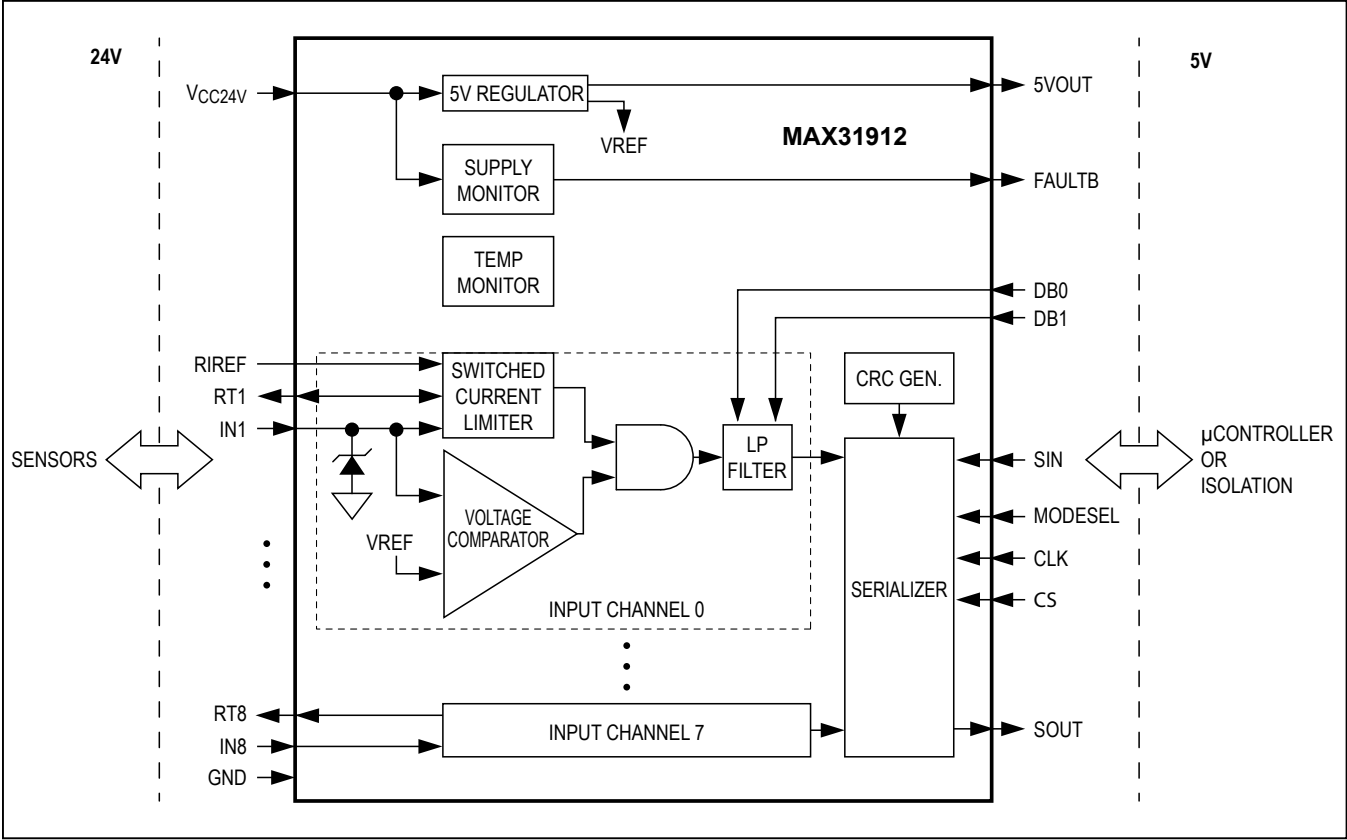 24V
5V
VCC24V
5V REGULATOR
5VOUT
VREF
MAX31912
SUPPLY
MONITOR
FAULTB
TEMP
MONITOR
DB0
DB1
RIREF
RT1
IN1
SWITCHED
CURRENT
LIMITER
CRC GEN.
LP
FILTER
SENSORS
SIN
µCONTROLLER
OR
ISOLATION
VOLTAGE
COMPARATOR
VREF
MODESEL
CLK
CS
SERIALIZER
INPUT CHANNEL 0
RT8
IN8
GND
INPUT CHANNEL 7
SOUT